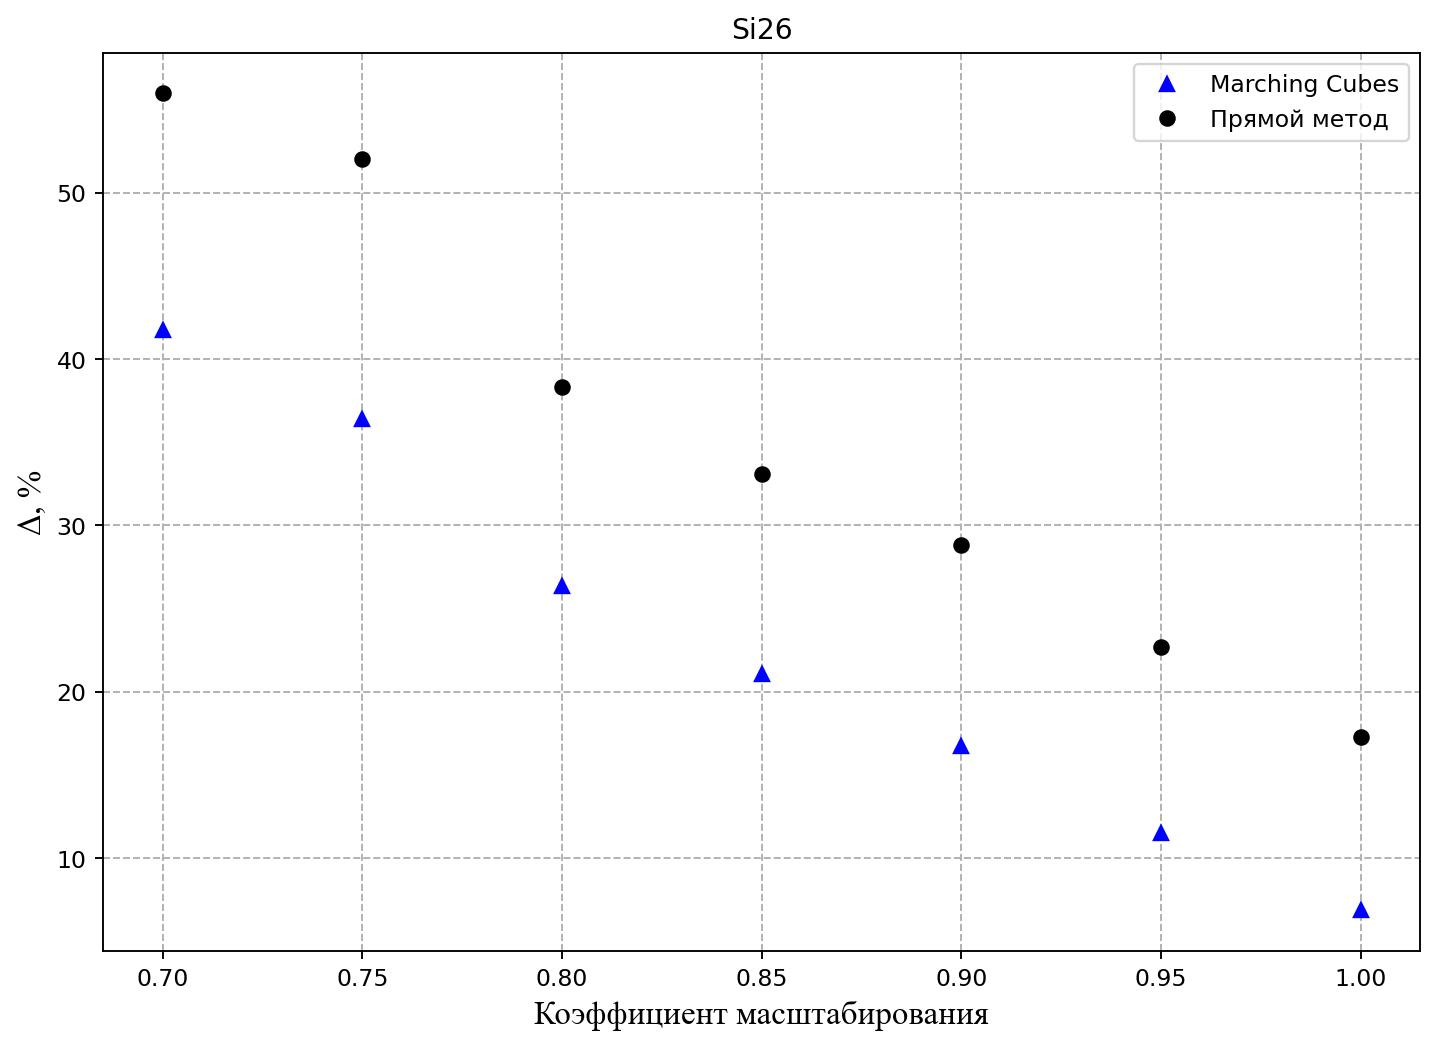 Si26
Marching Cubes
Прямой метод
50
40
30
20
10
Δ, %
0.70 0.75 0.80 0.85 0.90 0.95 1.00
Коэффициент масштабирования